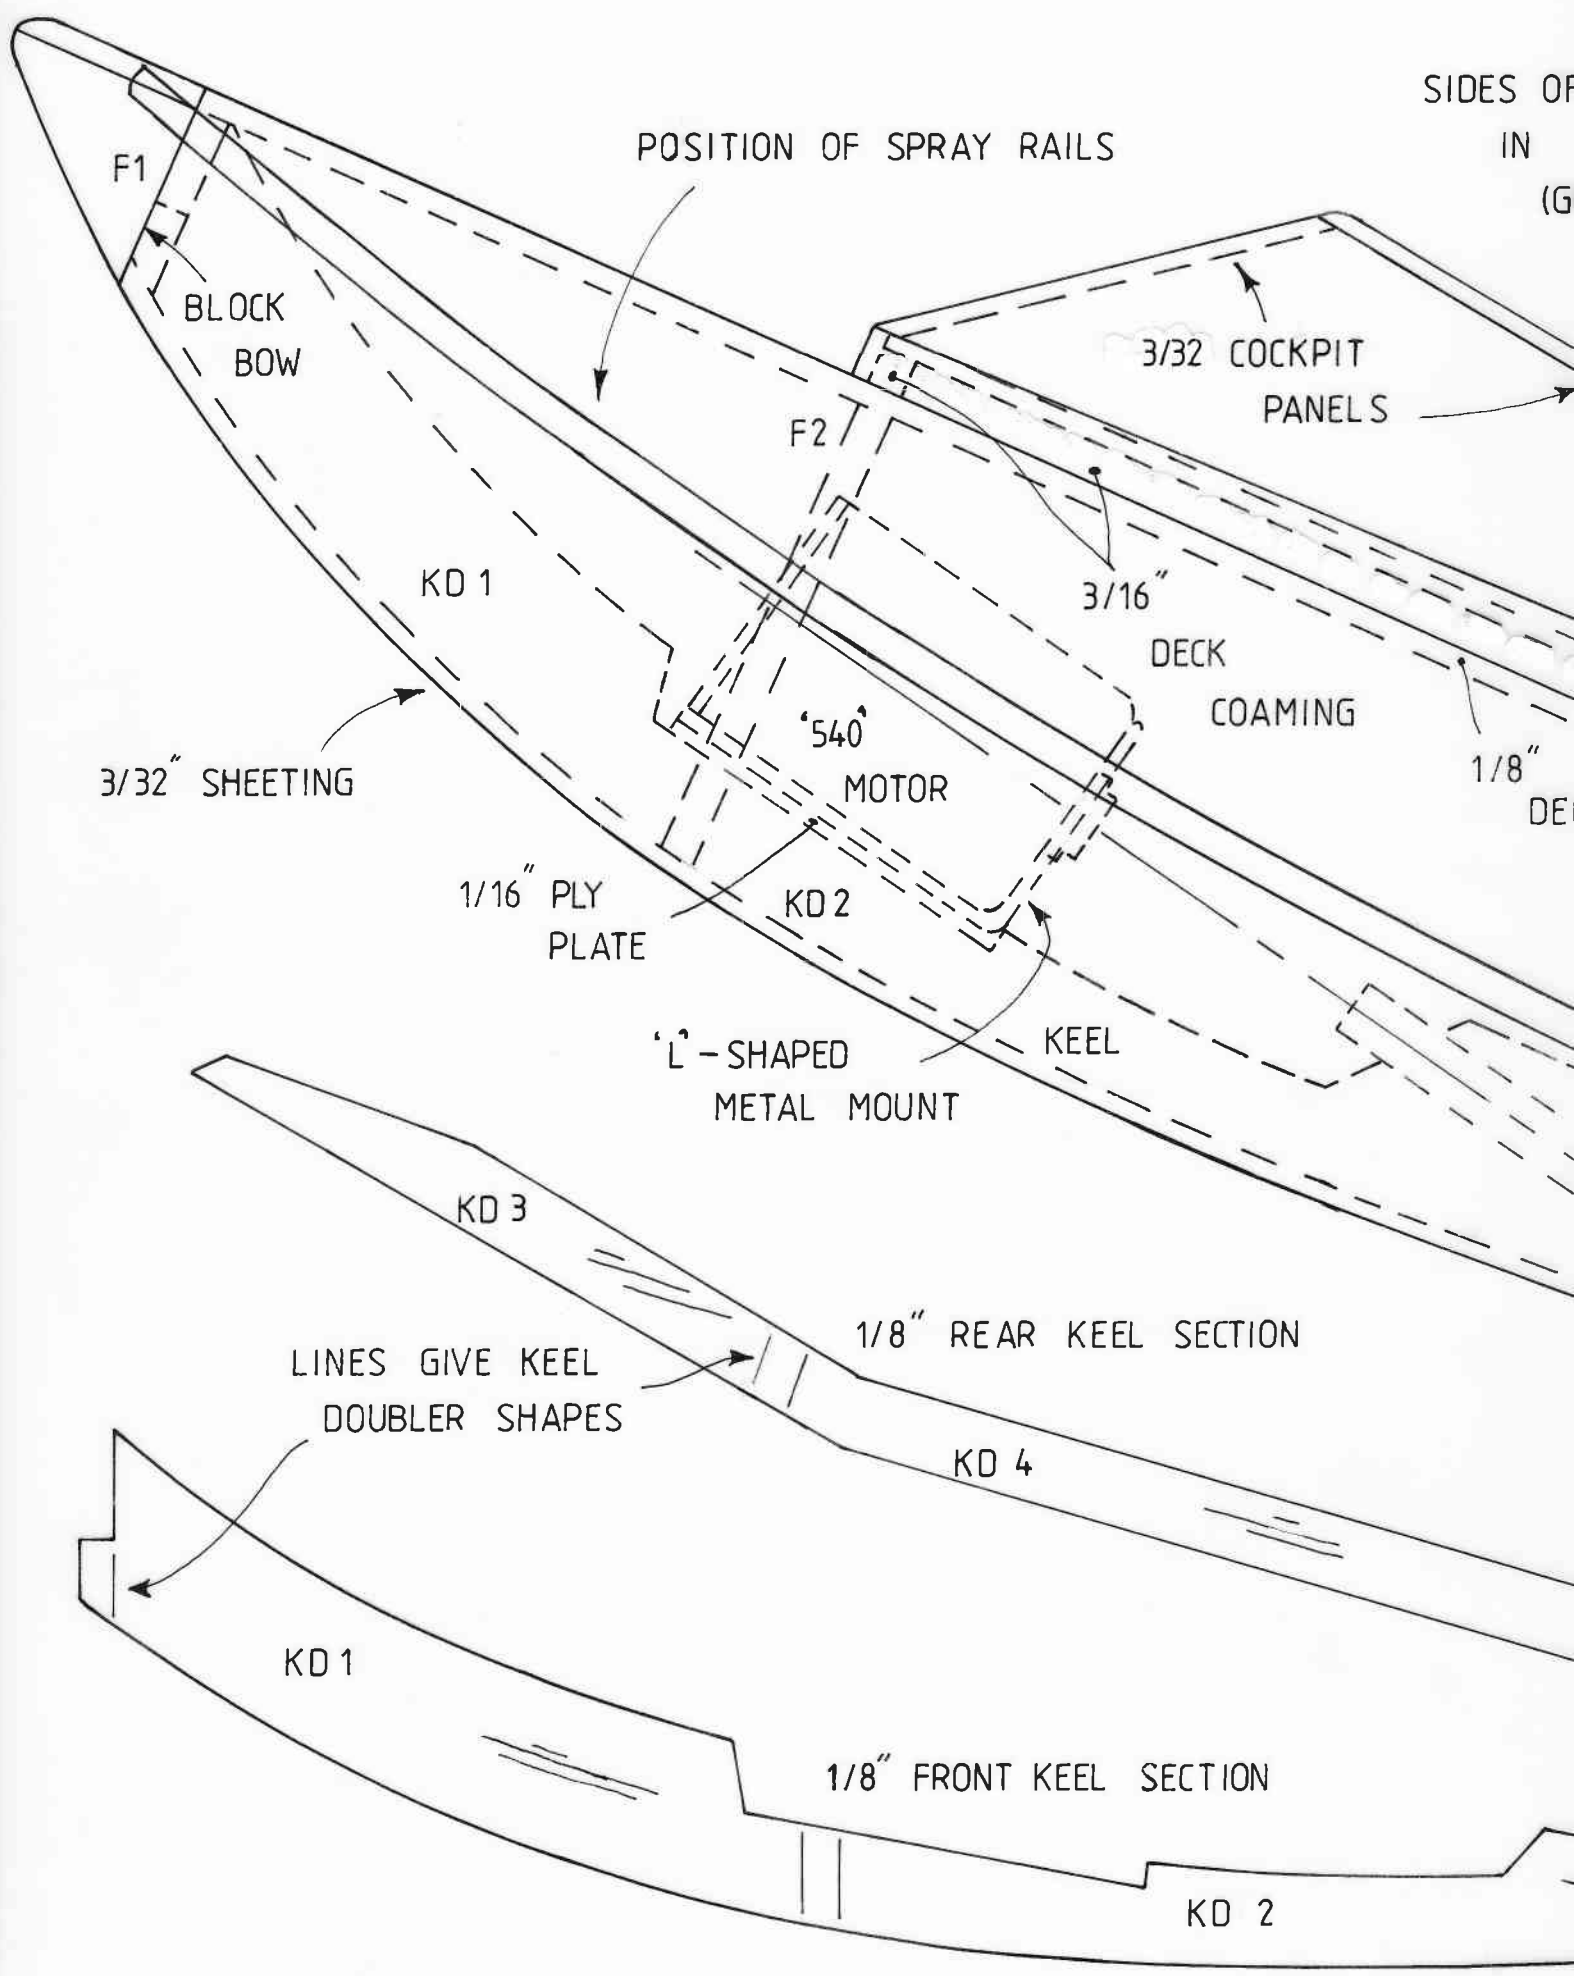 SIDES OF
IN
(G
POSITION OF SPRAY RAILS
F1
BLOCK
BOW
3/32 COCKPIT
PANELS
F2
KD 1
3/16"
DECK
COAMING
'540'
MOTOR
1/8"
3/32" SHEETING
1/16" PLY
PLATE
KD 2
'L'-SHAPED
METAL MOUNT
KEEL
KD 3
1/8" REAR KEEL SECTION
LINES GIVE KEEL
DOUBLER SHAPES
KD 4
KD 1
1/8" FRONT KEEL SECTION
KD 2